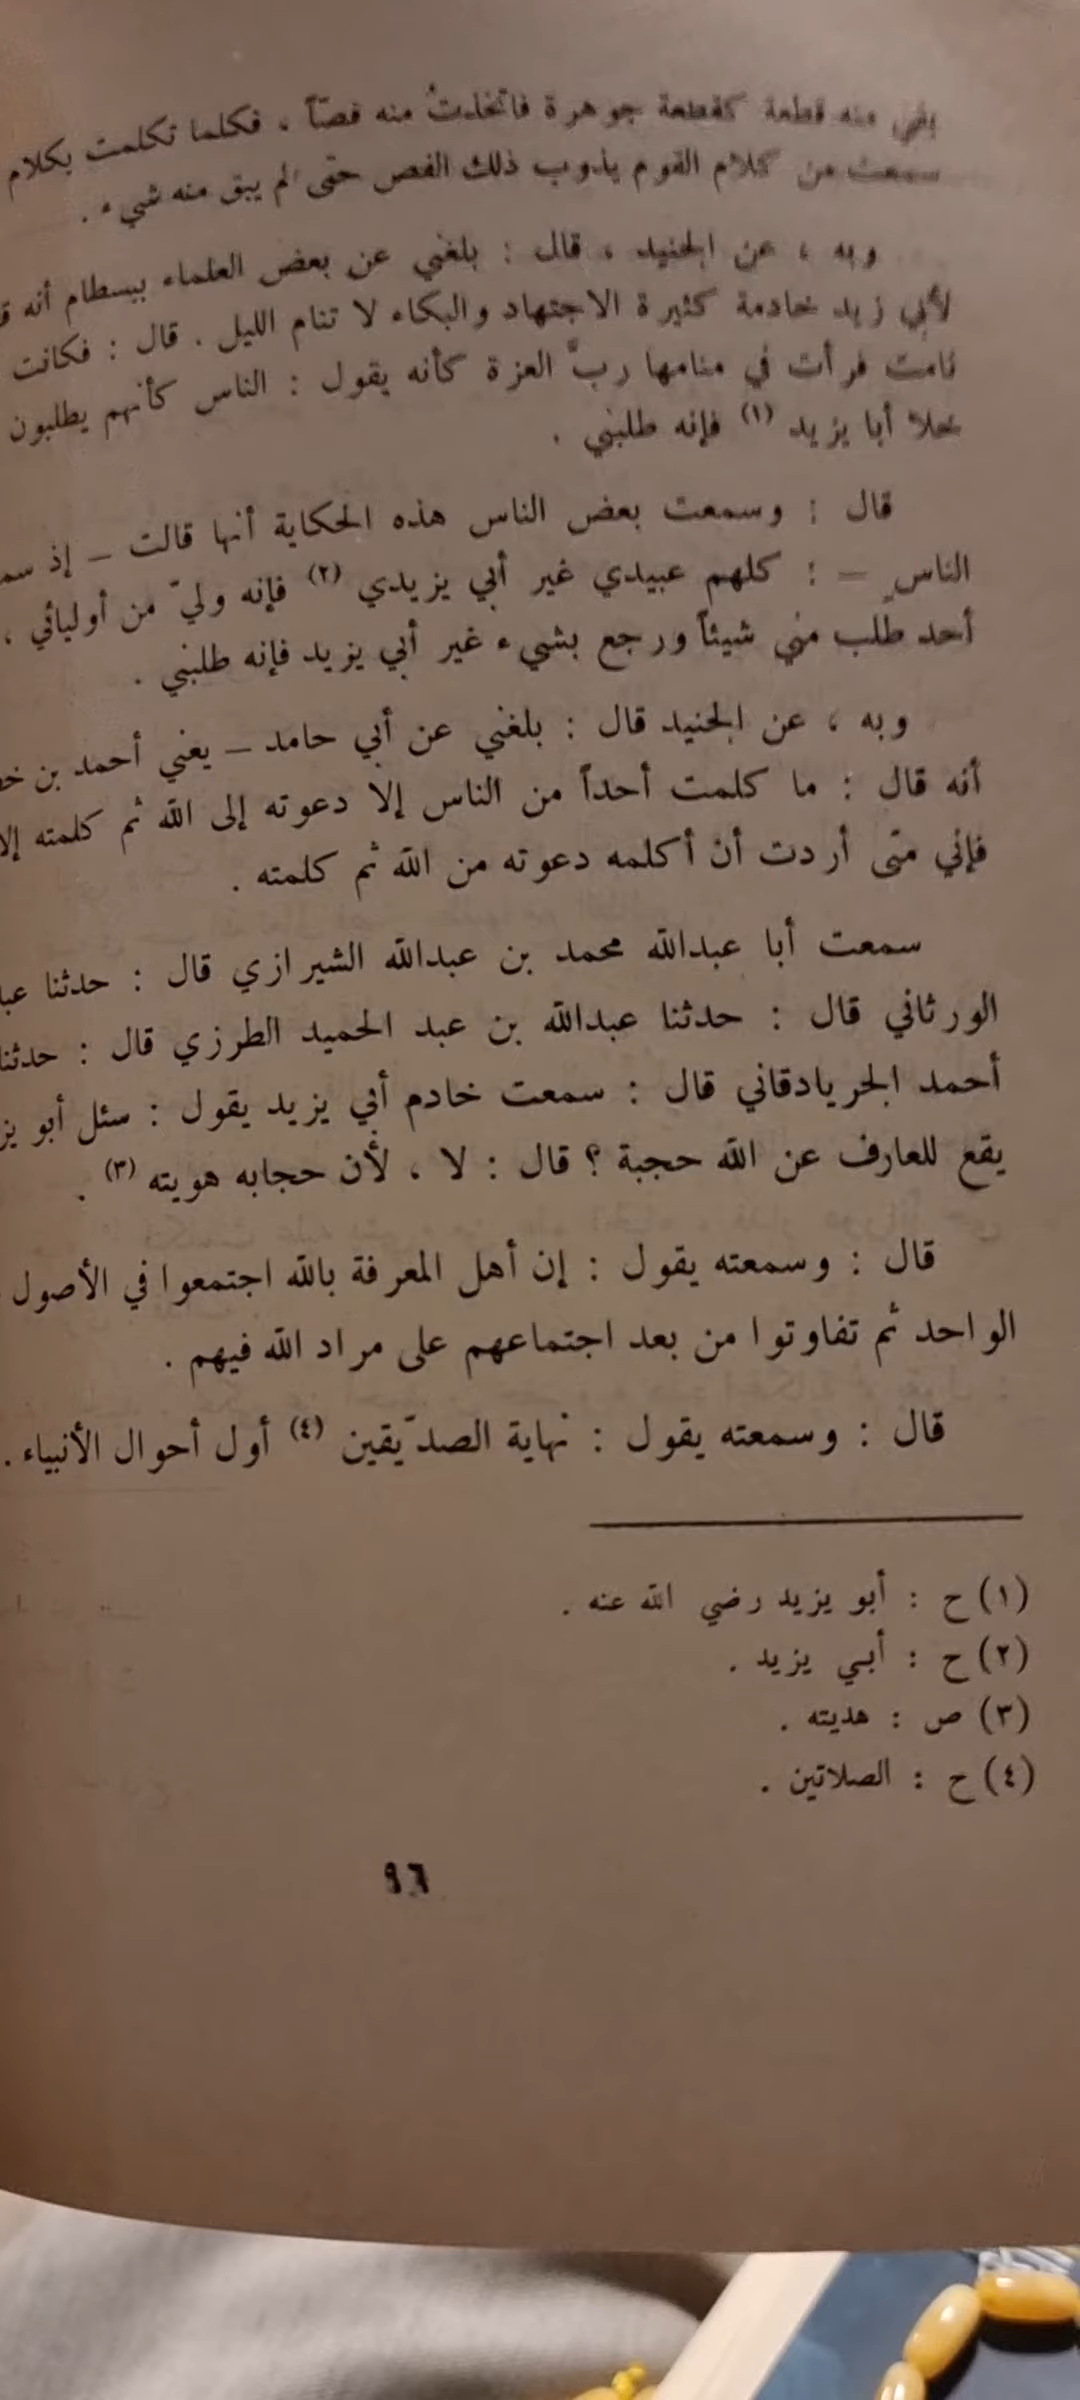 بقي منه قطعة كقطعة جوهرة فاتخذتُ منه فصّاً ، فكلما تكلمت بكلام
سمعت من كلام القوم يذوب ذلك الفص حتى لم يبق منه شيء .
وبه ، عن الجنيد ، قال : بلغني عن بعض العلماء ببسطام أنه
لأبي زيد خادمة كثيرة الاجتهاد والبكاء لا تنام الليل . قال : فكانت
نامت فرأت في منامها ربّ العزة كأنه يقول : الناس كأنهم يطلبون
خلا أبا يزيد (١) فإنه طلبني .
قال : وسمعت بعض الناس هذه الحكاية أنها قالت – إذ
الناس – : كلهم عبيدي غير أبي يزيدي (٢) فإنه وليّ من أوليائي ،
أحد طلب مني شيئاً ورجع بشيء غير أبي يزيد فإنه طلبني .
وبه ، عن الجنيد قال : بلغني عن أبي حامد – يعني أحمد بن
أنه قال : ما كلمت أحداً من الناس إلا دعوته إلى الله ثم كلمته
فإني متى أردت أن أكلمه دعوته من الله ثم كلمته .
سمعت أبا عبدالله محمد بن عبدالله الشيرازي قال : حدثنا
الورثاني قال : حدثنا عبدالله بن عبد الحميد الطرزي قال : حدثنا
أحمد الجريادقاني قال : سمعت خادم أبي يزيد يقول : سئل أبو
يقع للعارف عن الله حجبة ؟ قال : لا ، لأن حجابه هويته (٣) .
قال : وسمعته يقول : إن أهل المعرفة بالله اجتمعوا في الأصول
الواحد ثم تفاوتوا من بعد اجتماعهم على مراد الله فيهم .
قال : وسمعته يقول : نهاية الصدّيقين (٤) أول أحوال الأنبياء .
(١) ح : أبو يزيد رضي الله عنه .
(٢) ح : أبي يزيد .
(٣) ص : هديته .
(٤) ح : الصلاتين .
٩٦